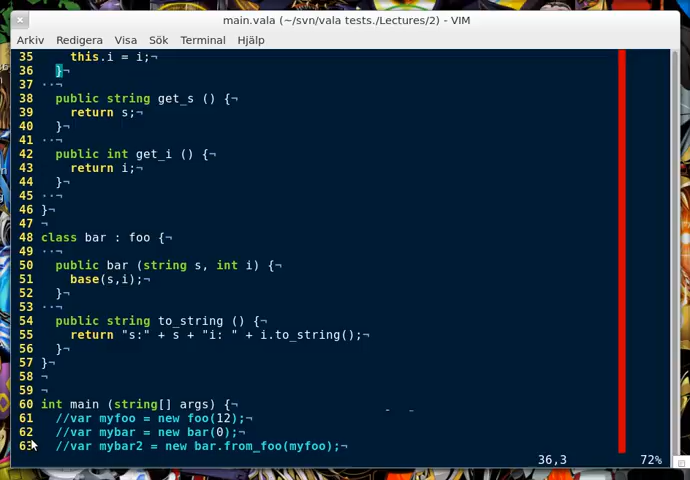 main.vala (~/svn/vala tests./Lectures/2) - VIM
Arkiv Redigera Visa Sök Terminal Hjälp
35     this.i = i;¬
36   }¬
37 ··¬
38   public string get_s () {¬
39     return s;¬
40   }¬
41 ··¬
42   public int get_i () {¬
43     return i;¬
44   }¬
45 ··¬
46 }¬
47 ¬
48 class bar : foo {¬
49 ··¬
50   public bar (string s, int i) {¬
51     base(s,i);¬
52   }¬
53 ··¬
54   public string to_string () {¬
55     return "s:" + s + "i: " + i.to_string();¬
56   }¬
57 }¬
58 ¬
59 ¬
60 int main (string[] args) {¬
61   //var myfoo = new foo(12);¬
62   //var mybar = new bar(0);¬
63   //var mybar2 = new bar.from_foo(myfoo);¬
36,3 72%